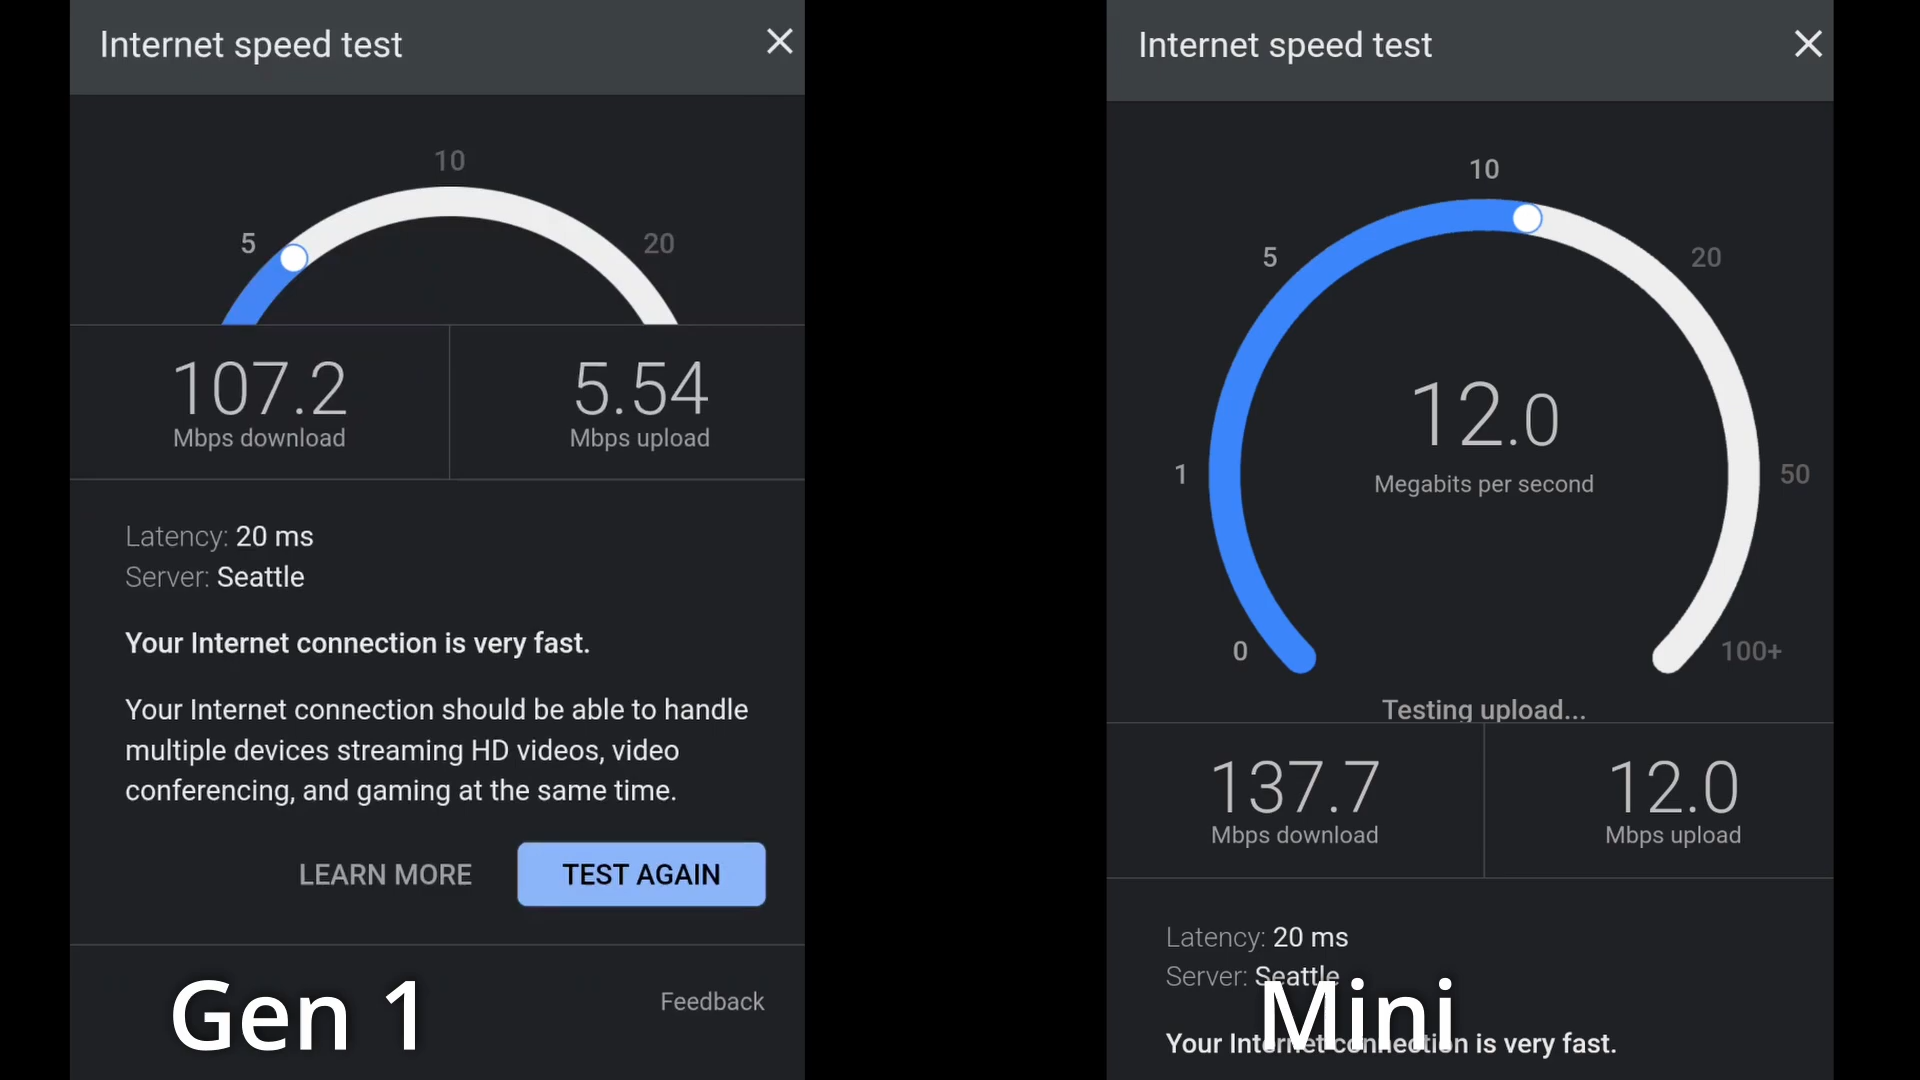 Internet speed test
10
5
20
107.2
Mbps download
5.54
Mbps upload
Latency: 20 ms
Server: Seattle
Your Internet connection is very fast.
Your Internet connection should be able to handle
multiple devices streaming HD videos, video
conferencing, and gaming at the same time.
LEARN MORE
TEST AGAIN
Feedback
Gen 1
Internet speed test
10
5
20
12.0
Megabits per second
1
50
0
100+
Testing upload...
137.7
Mbps download
12.0
Mbps upload
Latency: 20 ms
Server: Seattle
Your Internet connection is very fast.
Mini